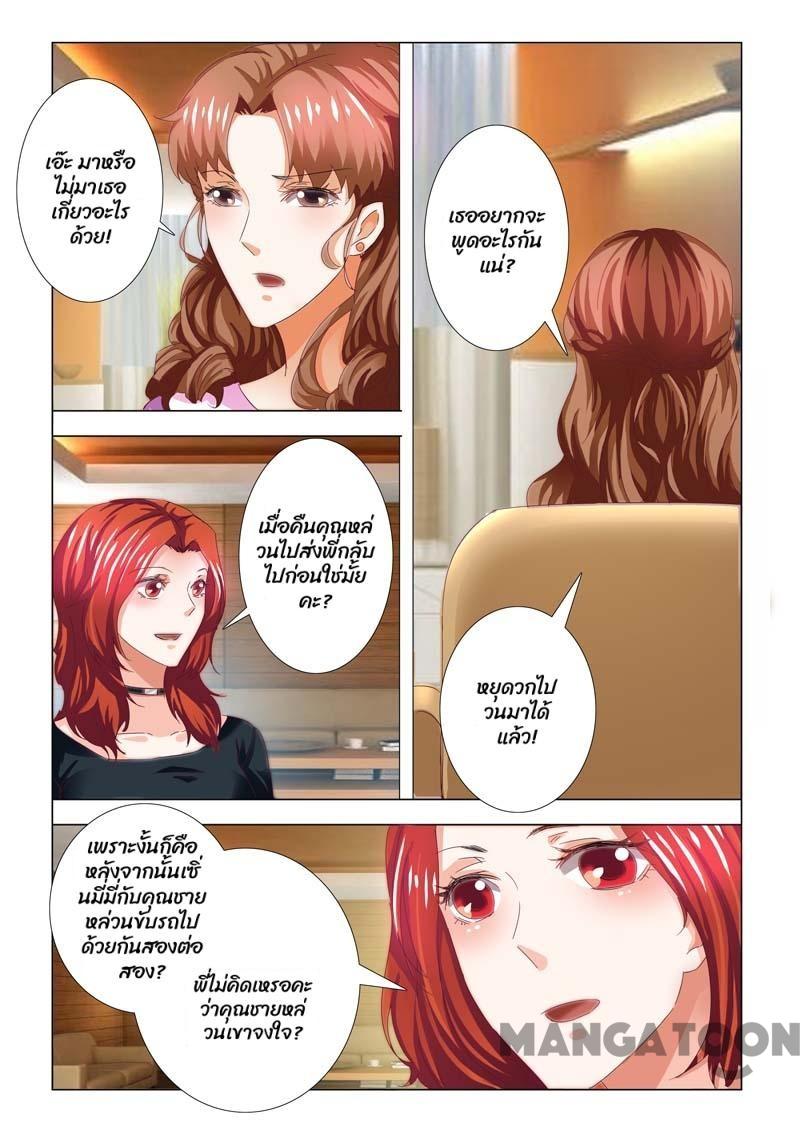 เอ๊ะ มาหรือ
ไม่มาเธอ
เกี่ยวอะไร
ด้วย!
เธออยากจะ
พูดอะไรกัน
แน่?
เมื่อคืนคุณหล่
วนไปส่งพี่กลับ
ไปก่อนใช่มั้ย
คะ?
หยุดวกไป
วนมาได้
แล้ว!
เพราะงั้นก็คือ
หลังจากนั้นเซิ่
นมีมี่กับคุณชาย
หล่วนขับรถไป
ด้วยกันสองต่อ
สอง?
พี่ไม่คิดเหรอคะ
ว่าคุณชายหล่
วนเขาจงใจ?
MANGATOON